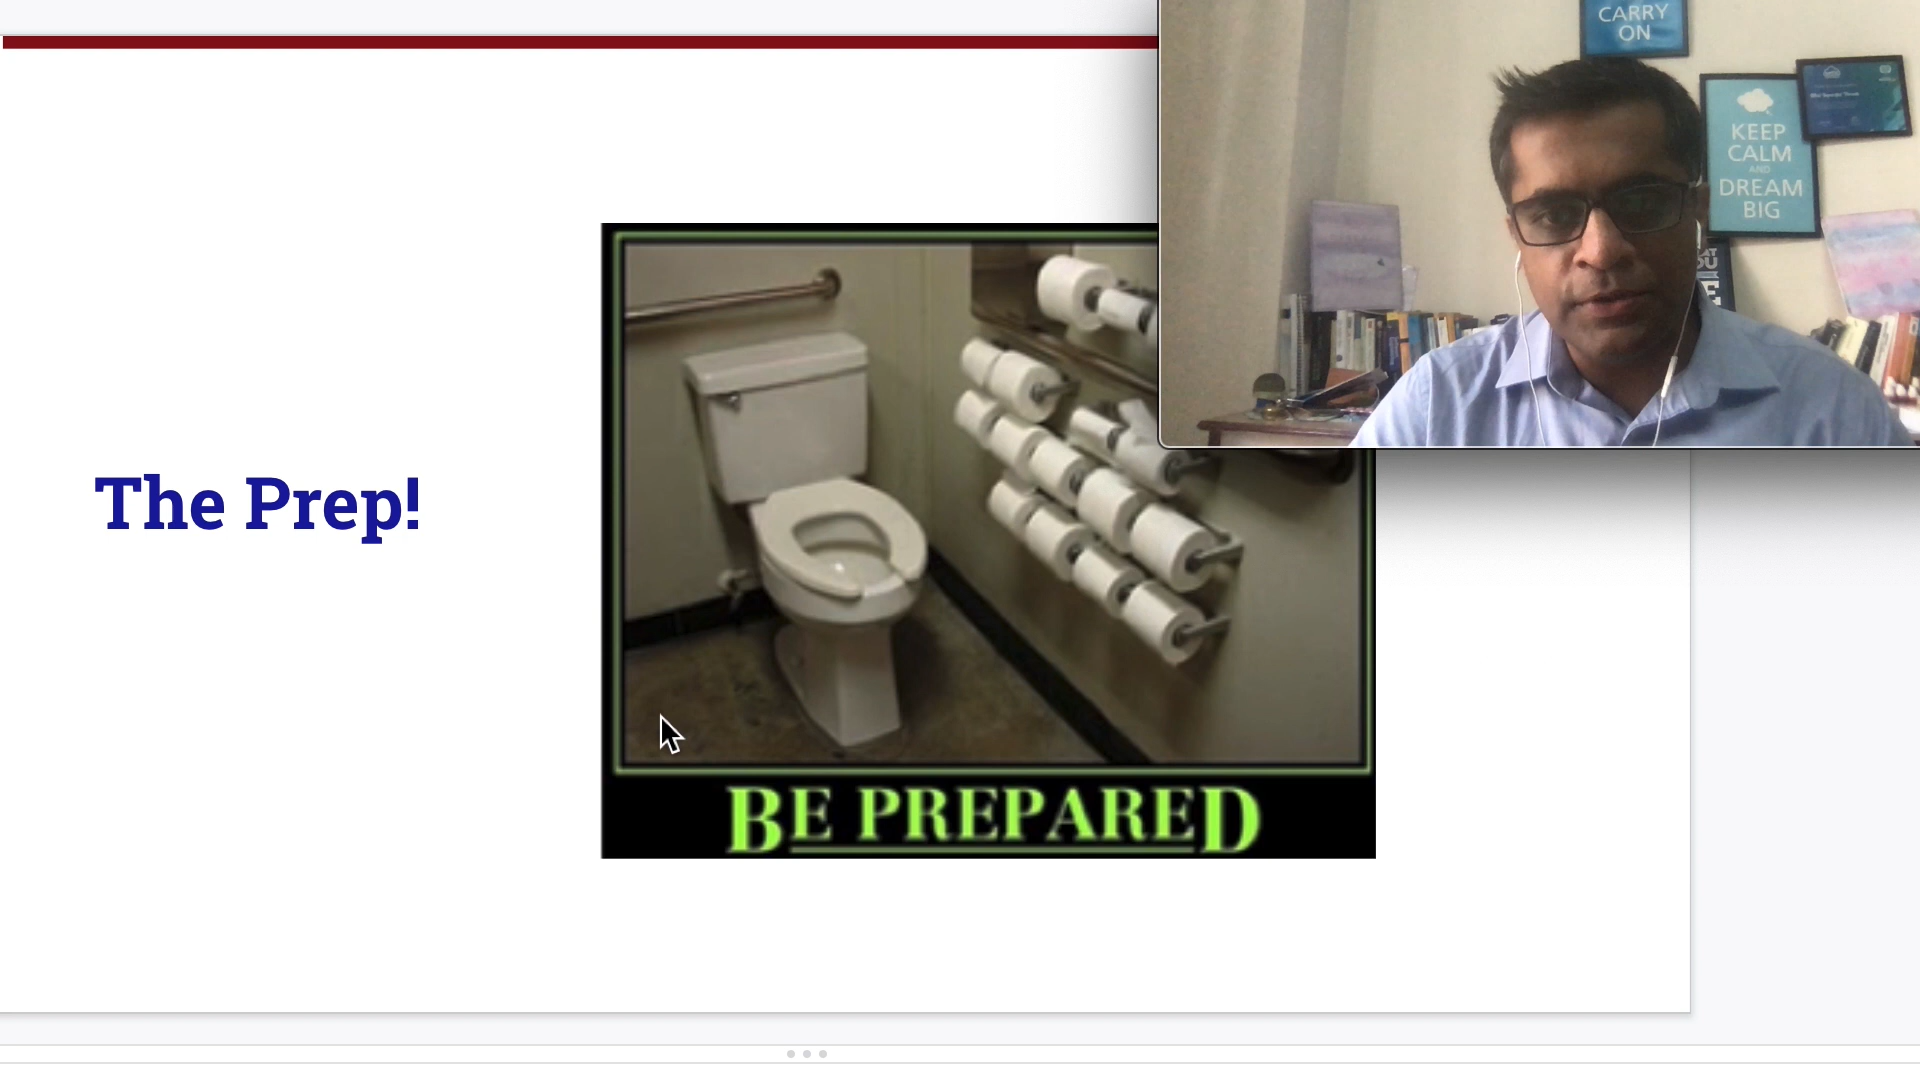 The Prep!
BE PREPARED
CARRY
ON
KEEP
CALM
AND
DREAM
BIG